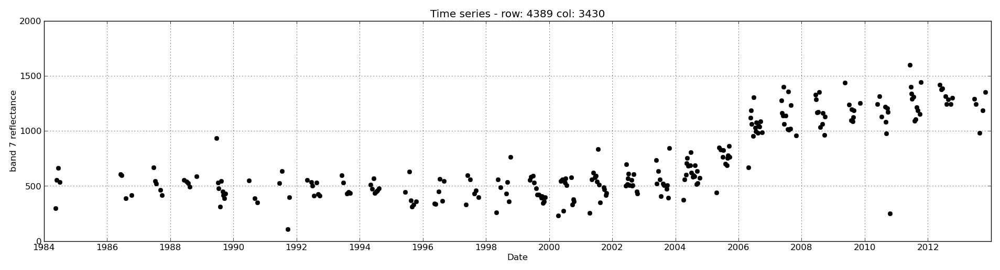 Time series - row: 4389 col: 3430
2000
1500
1000
500
0
band 7 reflectance
1984 1986 1988 1990 1992 1994 1996 1998 2000 2002 2004 2006 2008 2010 2012
Date